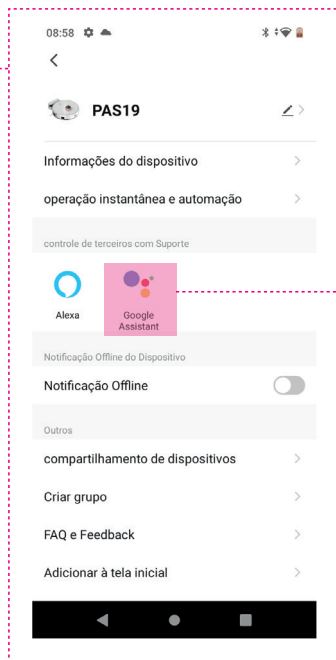 08:58
PAS19
Informações do dispositivo
operação instantânea e automação
controle de terceiros com Suporte
Alexa
Google
Assistant
Notificação Offline do Dispositivo
Notificação Offline
Outros
compartilhamento de dispositivos
Criar grupo
FAQ e Feedback
Adicionar à tela inicial